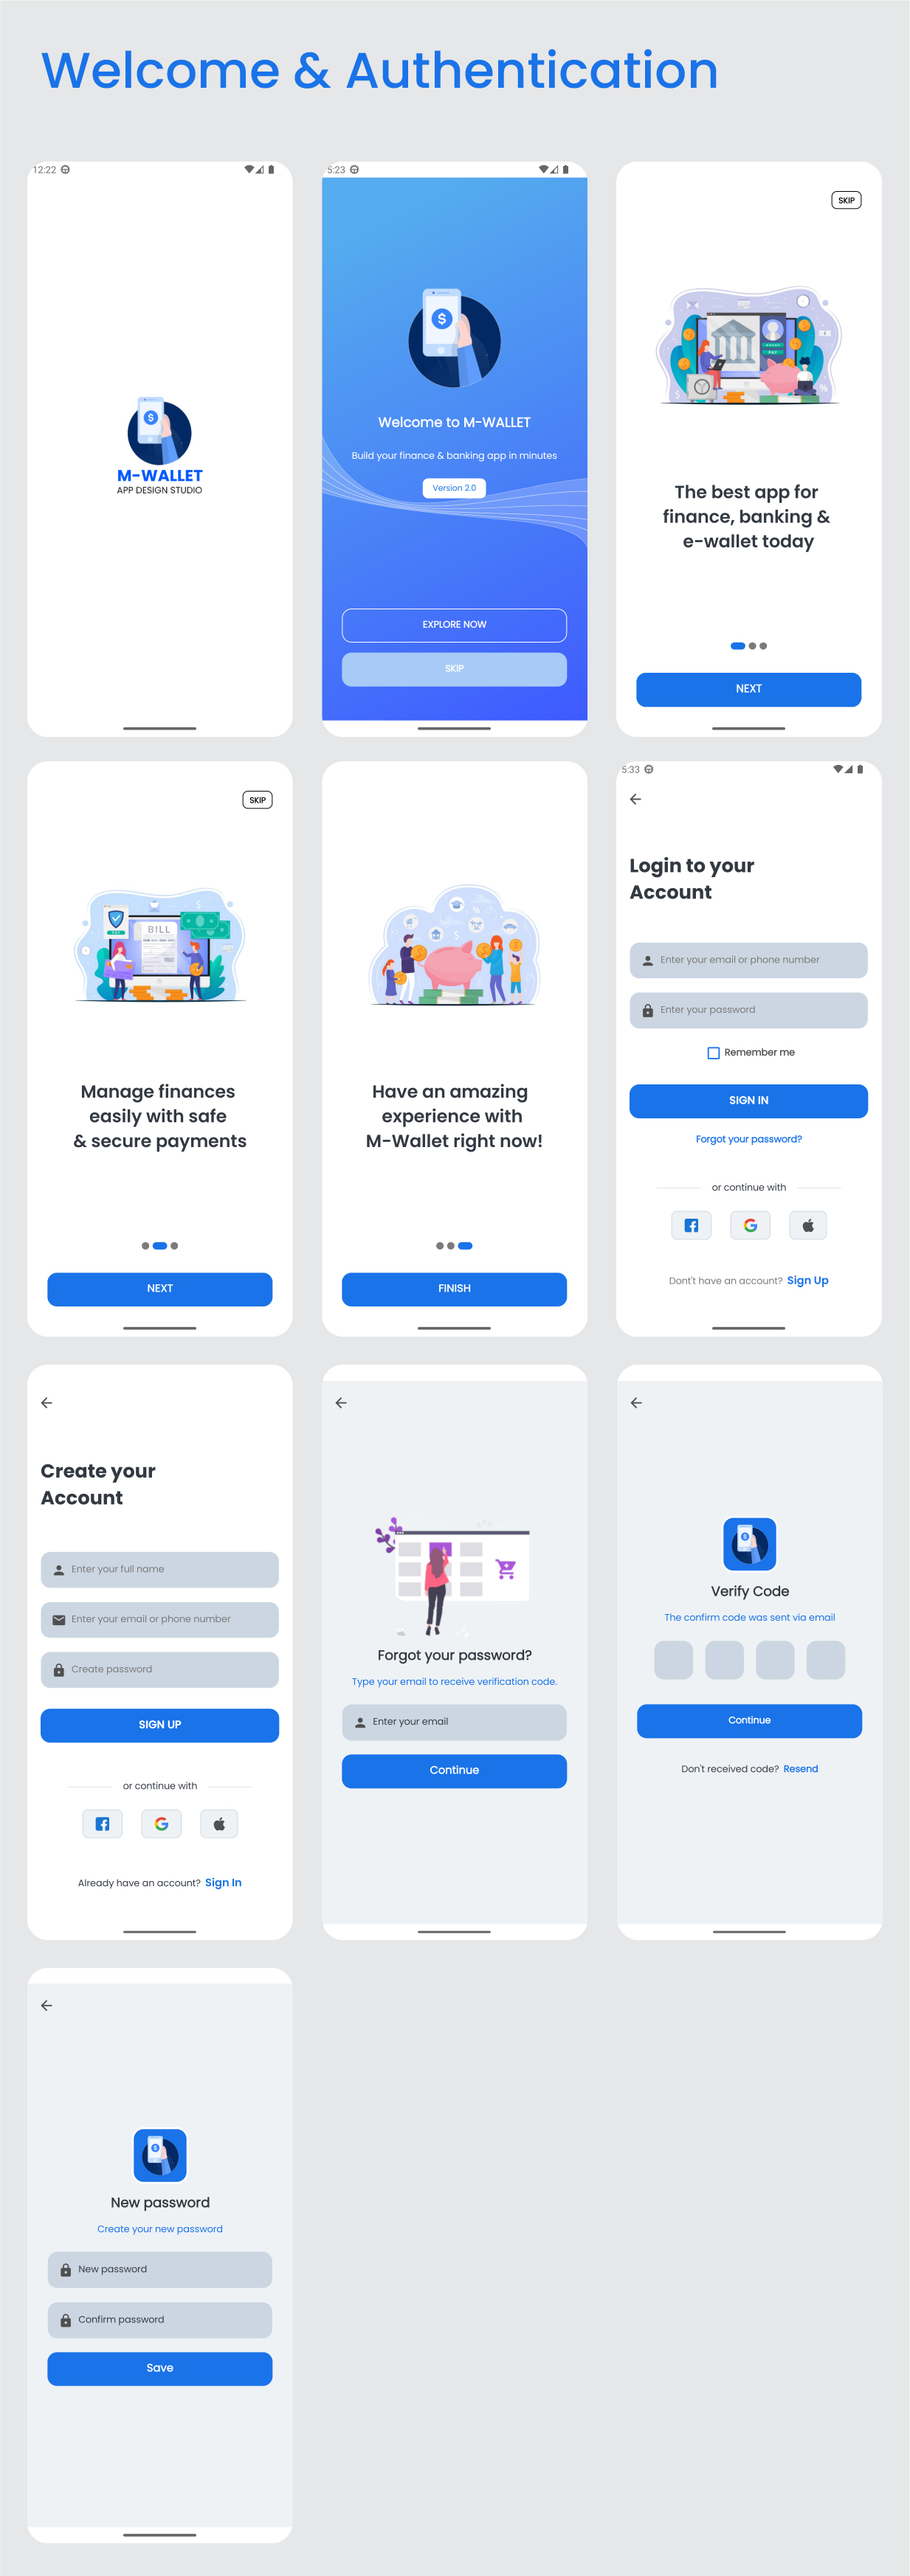 Welcome & Authentication
12:22
M-WALLET
APP DESIGN STUDIO
5:23
$
Welcome to M-WALLET
Build your finance & banking app in minutes
Version 2.0
EXPLORE NOW
SKIP
SKIP
PAY
The best app for
finance, banking &
e-wallet today
NEXT
SKIP
PAY
BILL
Manage finances
easily with safe
& secure payments
NEXT
Have an amazing
experience with
M-Wallet right now!
FINISH
5:33
Login to your
Account
Enter your email or phone number
Enter your password
Remember me
SIGN IN
Forgot your password?
or continue with
Don't have an account? Sign Up
Create your
Account
Enter your full name
Enter your email or phone number
Create password
SIGN UP
or continue with
Already have an account? Sign In
Forgot your password?
Type your email to receive verification code.
Enter your email
Continue
Verify Code
The confirm code was sent via email
Continue
Don't received code? Resend
New password
Create your new password
New password
Confirm password
Save